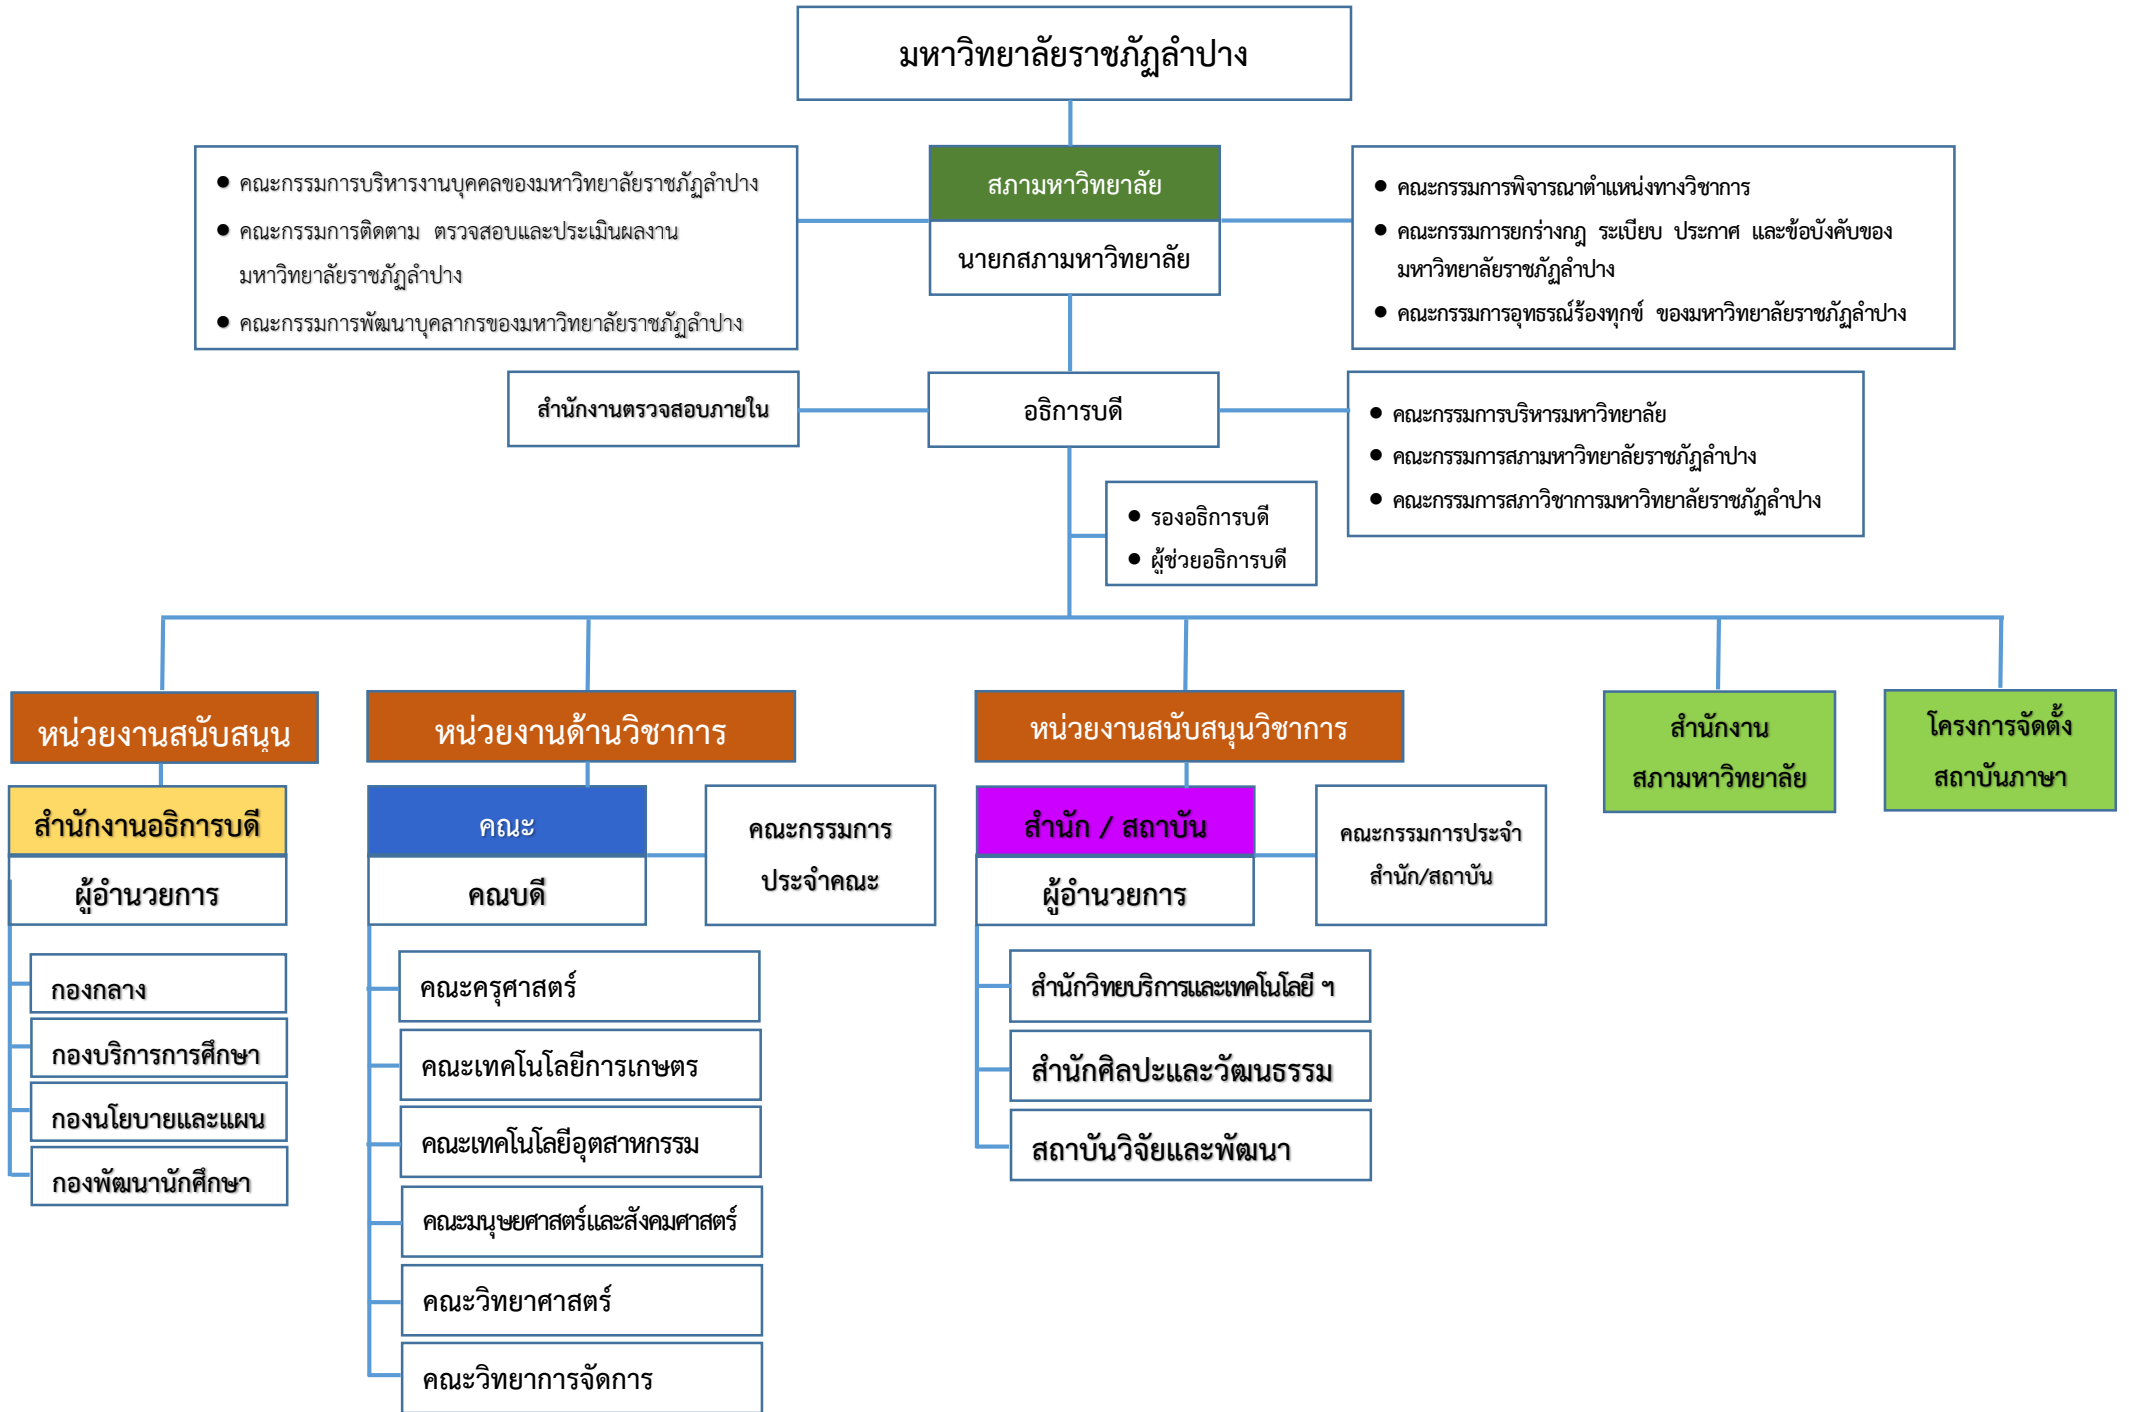 มหาวิทยาลัยราชภัฏลำปาง
สภามหาวิทยาลัย
นายกสภามหาวิทยาลัย
● คณะกรรมการบริหารงานบุคคลของมหาวิทยาลัยราชภัฏลำปาง
● คณะกรรมการติดตาม ตรวจสอบและประเมินผลงาน
มหาวิทยาลัยราชภัฏลำปาง
● คณะกรรมการพัฒนาบุคลากรของมหาวิทยาลัยราชภัฏลำปาง
● คณะกรรมการพิจารณาตำแหน่งทางวิชาการ
● คณะกรรมการยกร่างกฎ ระเบียบ ประกาศ และข้อบังคับของ
มหาวิทยาลัยราชภัฏลำปาง
● คณะกรรมการอุทธรณ์ร้องทุกข์ ของมหาวิทยาลัยราชภัฏลำปาง
สำนักงานตรวจสอบภายใน
อธิการบดี
● คณะกรรมการบริหารมหาวิทยาลัย
● คณะกรรมการสภามหาวิทยาลัยราชภัฏลำปาง
● คณะกรรมการสภาวิชาการมหาวิทยาลัยราชภัฏลำปาง
● รองอธิการบดี
● ผู้ช่วยอธิการบดี
หน่วยงานสนับสนุน
สำนักงานอธิการบดี
ผู้อำนวยการ
กองกลาง
กองบริการการศึกษา
กองนโยบายและแผน
กองพัฒนานักศึกษา
หน่วยงานด้านวิชาการ
คณะ
คณบดี
คณะกรรมการ
ประจำคณะ
คณะครุศาสตร์
คณะเทคโนโลยีการเกษตร
คณะเทคโนโลยีอุตสาหกรรม
คณะมนุษยศาสตร์และสังคมศาสตร์
คณะวิทยาศาสตร์
คณะวิทยาการจัดการ
หน่วยงานสนับสนุนวิชาการ
สำนัก / สถาบัน
ผู้อำนวยการ
คณะกรรมการประจำ
สำนัก/สถาบัน
สำนักวิทยบริการและเทคโนโลยี ฯ
สำนักศิลปะและวัฒนธรรม
สถาบันวิจัยและพัฒนา
สำนักงาน
สภามหาวิทยาลัย
โครงการจัดตั้ง
สถาบันภาษา